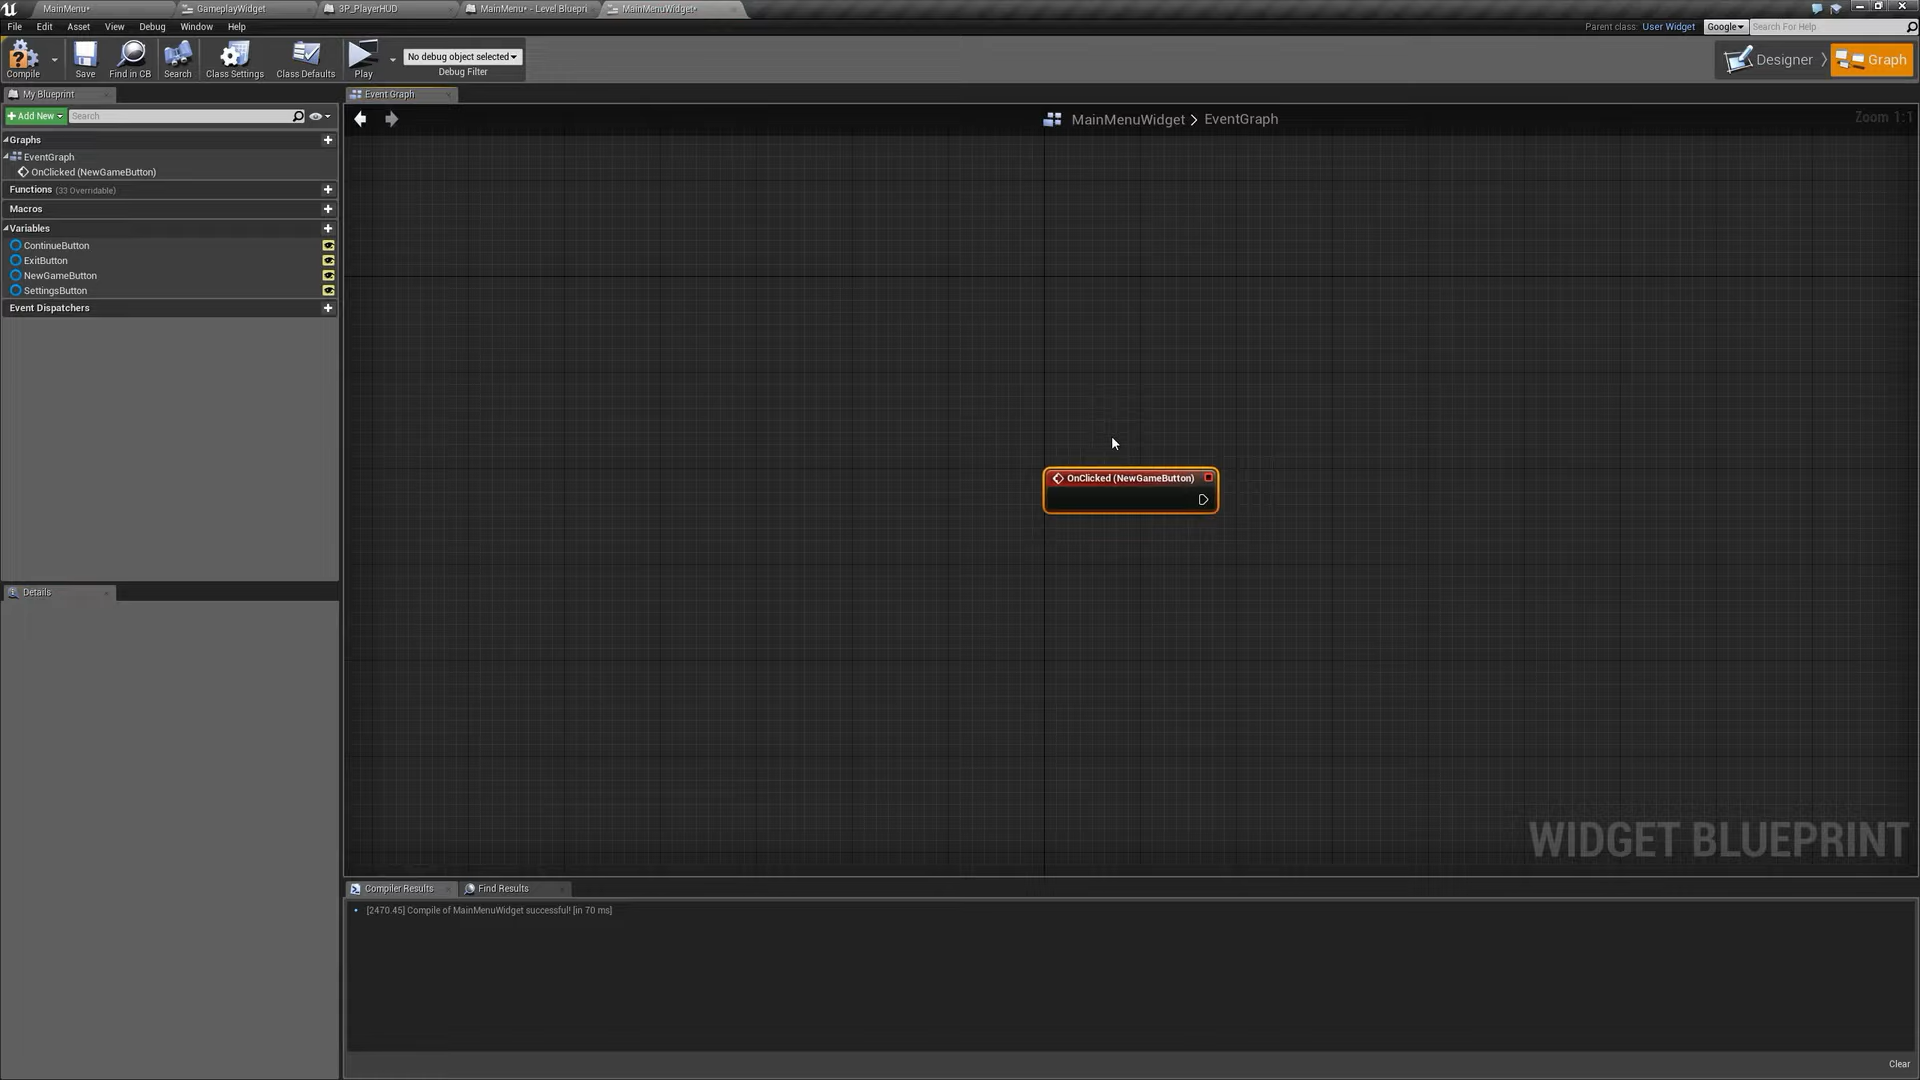 MainMenu*
GameplayWidget
3P_PlayerHUD
MainMenu* - Level Bluepri
MainMenuWidget*
File Edit Asset View Debug Window Help
Parent class: User Widget
Google
Search For Help
Compile
Save
Find in CB
Search
Class Settings
Class Defaults
Play
No debug object selected
Debug Filter
Designer
Graph
My Blueprint
Event Graph
+ Add New
Search
MainMenuWidget > EventGraph
Zoom 1:1
Graphs
EventGraph
OnClicked (NewGameButton)
Functions (33 Overridable)
Macros
Variables
ContinueButton
ExitButton
NewGameButton
SettingsButton
Event Dispatchers
OnClicked (NewGameButton)
Details
WIDGET BLUEPRINT
Compiler Results
Find Results
[2470.45] Compile of MainMenuWidget successful! [in 70 ms]
Clear